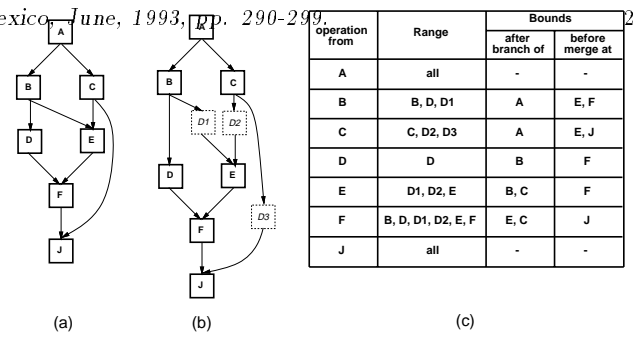 exico, June, 1993, pp. 290-299.
2
A
B
C
D
E
F
J
(a)
A
B
C
D1
D2
D
E
D3
F
J
(b)
operation from
Range
Bounds
after branch of
before merge at
A all - -
B B, D, D1 A E, F
C C, D2, D3 A E, J
D D B F
E D1, D2, E B, C F
F B, D, D1, D2, E, F E, C J
J all - -
(c)